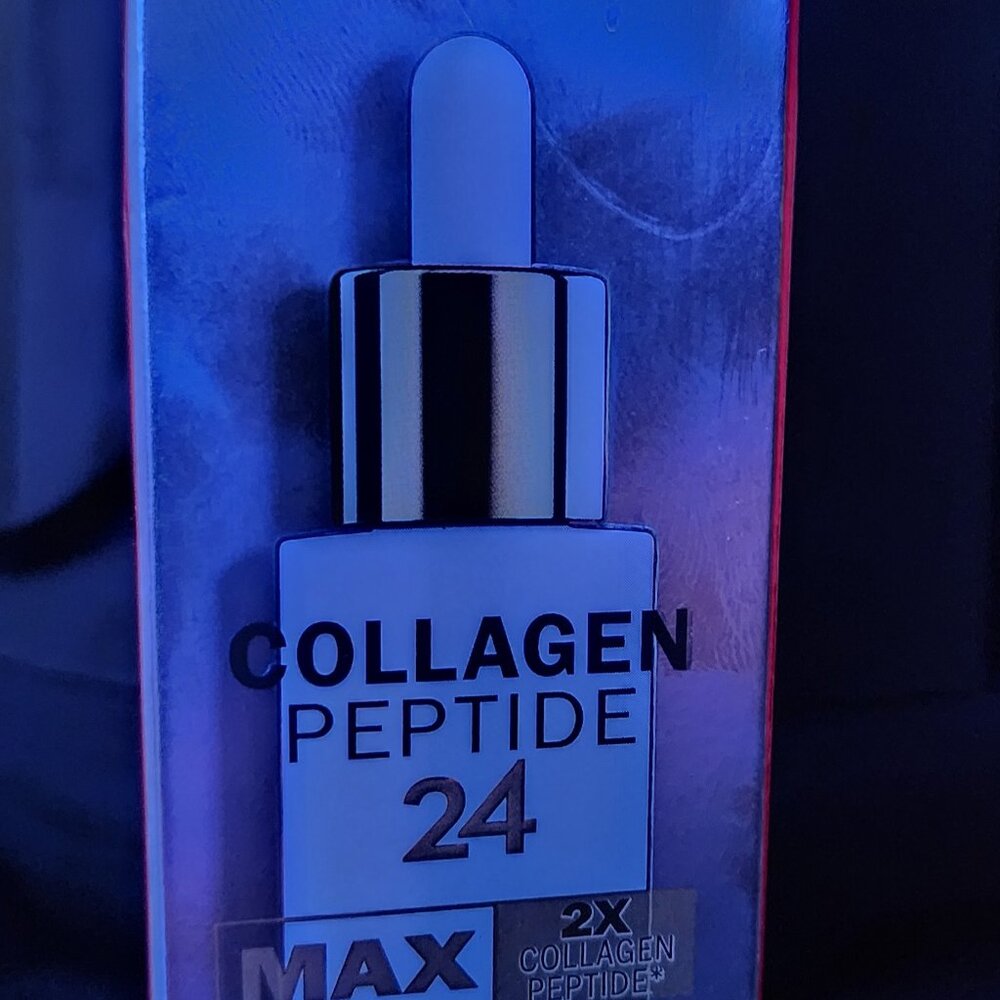 COLLAGEN
PEPTIDE
24
MAX
2X
COLLAGEN
PEPTIDE*